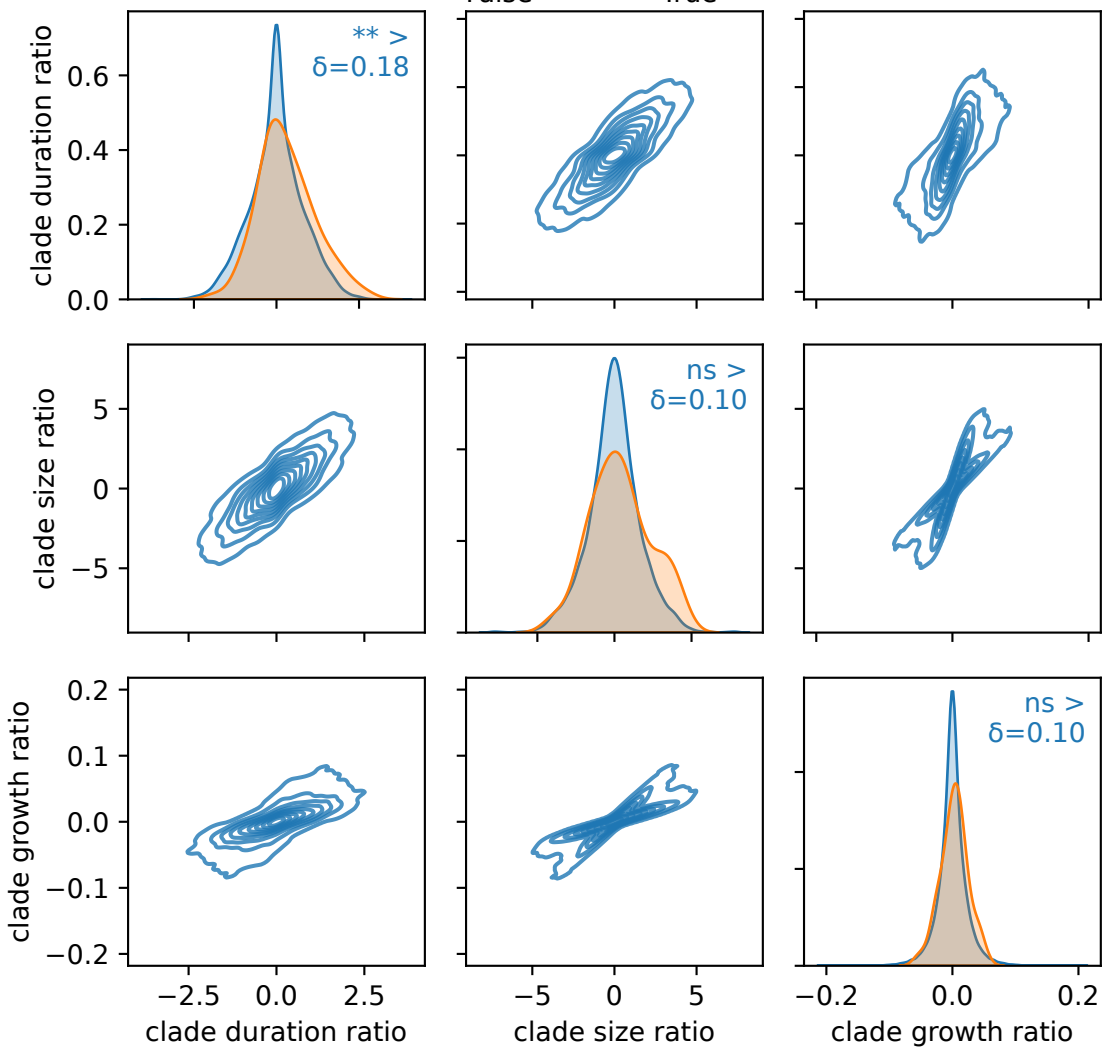 False True
clade duration ratio
0.6
0.4
0.2
0.0
** >
δ=0.18
clade size ratio
5
0
−5
ns >
δ=0.10
clade growth ratio
0.2
0.1
0.0
−0.1
−0.2
ns >
δ=0.10
−2.5 0.0 2.5
−5 0 5
−0.2 0.0 0.2
clade duration ratio
clade size ratio
clade growth ratio